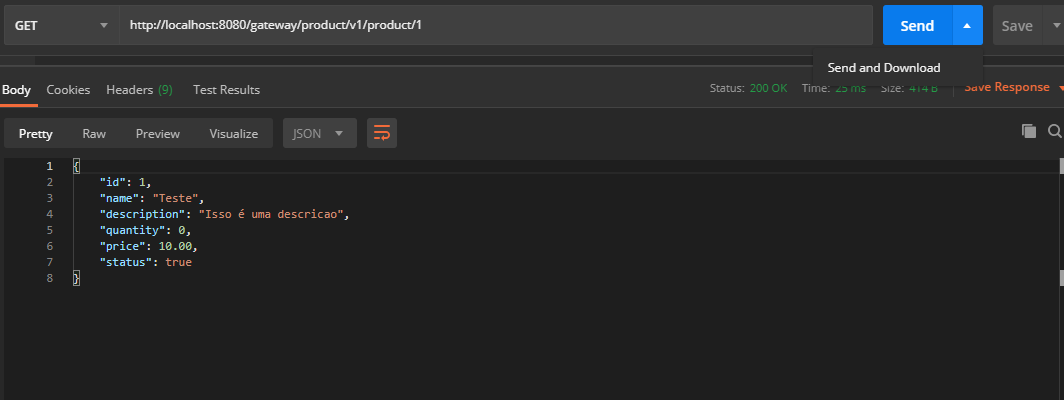 GET http://localhost:8080/gateway/product/v1/product/1 Send Save
Send and Download
Body Cookies Headers (9) Test Results Status: 200 OK Time: 25 ms Size: 414 B Save Response
Pretty Raw Preview Visualize JSON
1 {
2 "id": 1,
3 "name": "Teste",
4 "description": "Isso é uma descricao",
5 "quantity": 0,
6 "price": 10.00,
7 "status": true
8 }